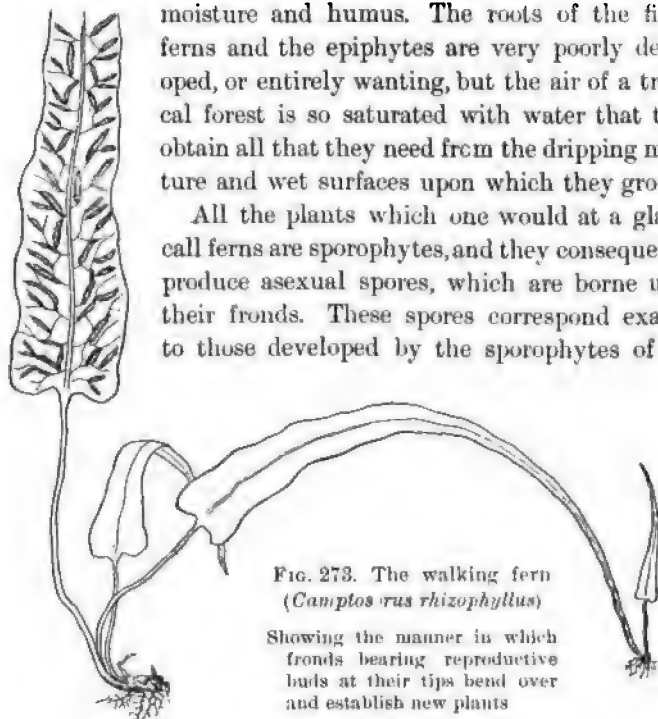 moisture and humus. The roots of the fi
ferns and the epiphytes are very poorly de
oped, or entirely wanting, but the air of a tr
cal forest is so saturated with water that t
obtain all that they need from the dripping m
ture and wet surfaces upon which they gro
All the plants which one would at a gla
call ferns are sporophytes, and they conseque
produce asexual spores, which are borne u
their fronds. These spores correspond exa
to those developed by the sporophytes of
FIG. 273. The walking fern
(Camptos rus rhizophyllus)
Showing the manner in which
fronds bearing reproductive
buds at their tips bend over
and establish new plants